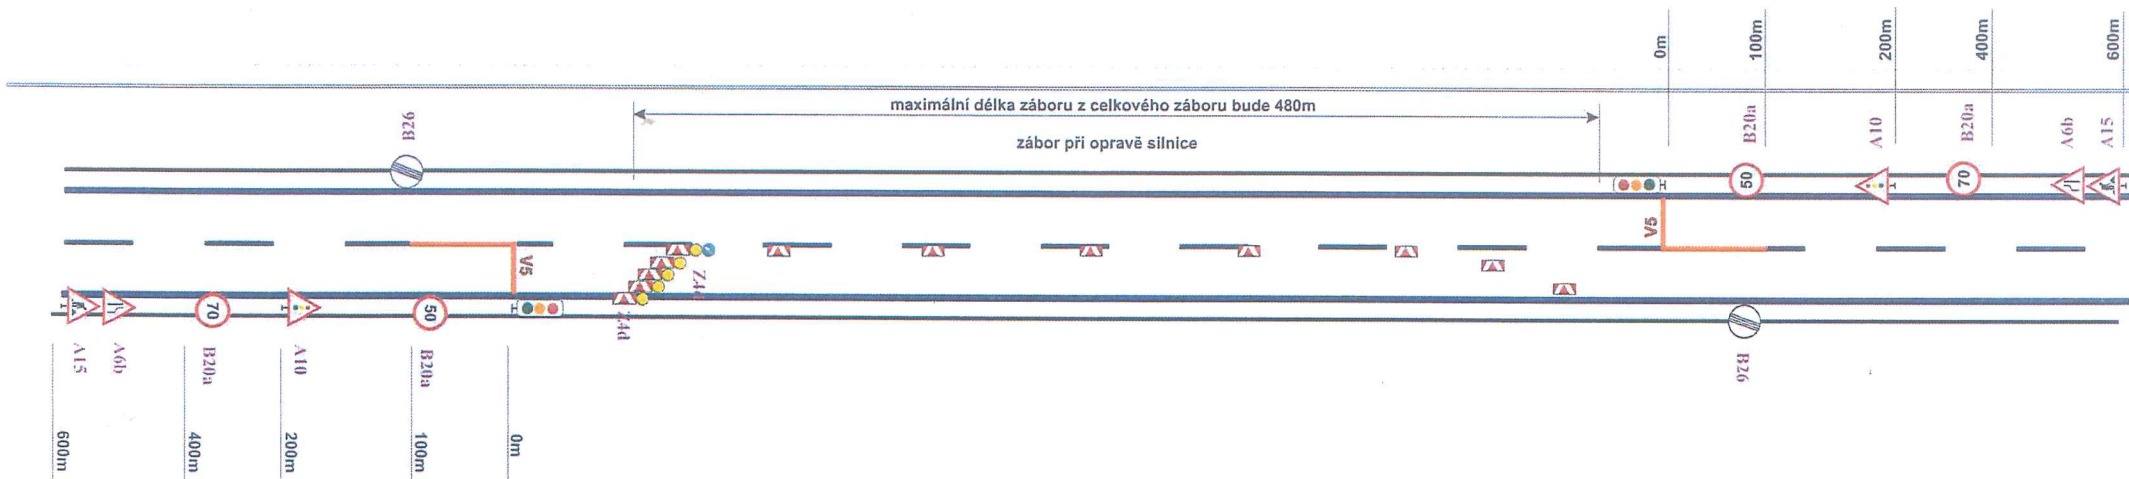 0m
100m
200m
400m
600m
maximální délka záboru z celkového záboru bude 480m
zábor při opravě silnice
B26
B20a
A10
B20a
A6b
A15
50
70
V5
V5
Z4d
Z4d
70
50
A15
A6b
B20a
A10
B20a
B26
600m
400m
200m
100m
0m